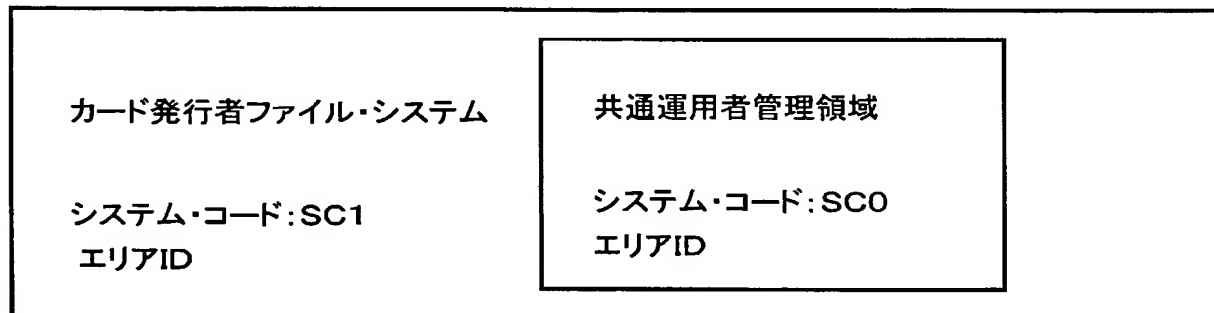 カード発行者ファイル・システム
システム・コード:SC1
エリアID
共通運用者管理領域
システム・コード:SC0
エリアID